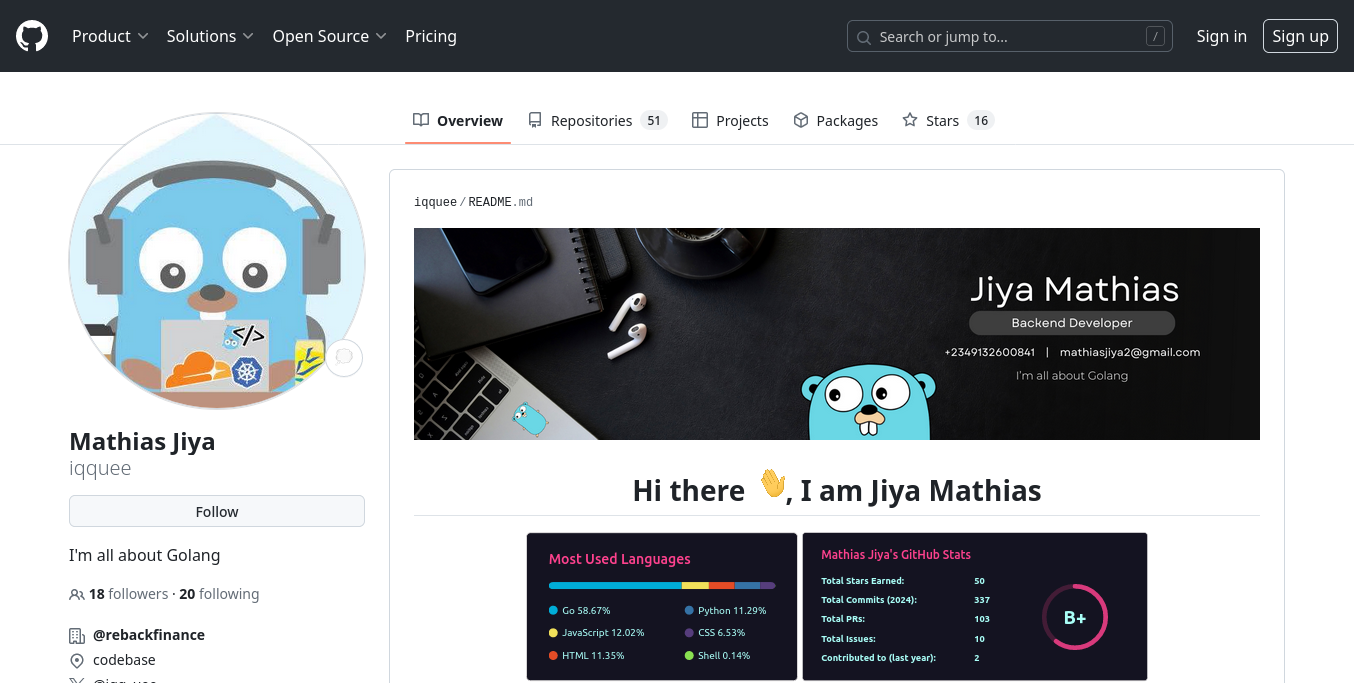 Product Solutions Open Source Pricing Search or jump to... / Sign in Sign up
Overview Repositories 51 Projects Packages Stars 16
iqquee/README.md
Jiya Mathias
Backend Developer
+2349132600841 | mathiasjiya2@gmail.com
I'm all about Golang
</>
Mathias Jiya
iqquee
Follow
I'm all about Golang
18 followers · 20 following
@rebackfinance
codebase
Hi there 👋, I am Jiya Mathias
Most Used Languages
Go 58.67%
JavaScript 12.02%
HTML 11.35%
Python 11.29%
CSS 6.53%
Shell 0.14%
Mathias Jiya's GitHub Stats
Total Stars Earned: 50
Total Commits (2024): 337
Total PRs: 103
Total Issues: 10
Contributed to (last year): 2
B+